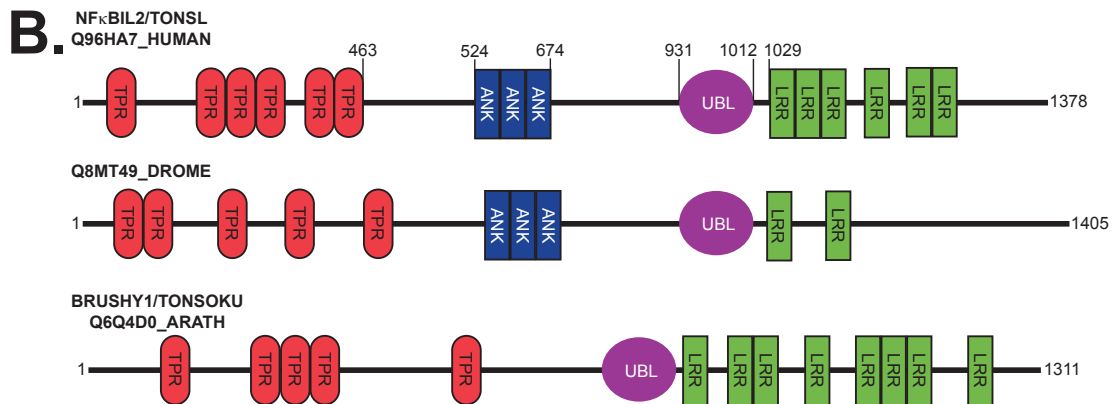 B.
NFκBIL2/TONSL
Q96HA7_HUMAN
463 524 674 931 1012 1029
1 TPR TPR TPR TPR TPR TPR ANK ANK ANK UBL LRR LRR LRR LRR LRR LRR 1378
Q8MT49_DROME
1 TPR TPR TPR TPR TPR ANK ANK ANK UBL LRR LRR 1405
BRUSHY1/TONSOKU
Q6Q4D0_ARATH
1 TPR TPR TPR TPR TPR UBL LRR LRR LRR LRR LRR LRR LRR LRR 1311